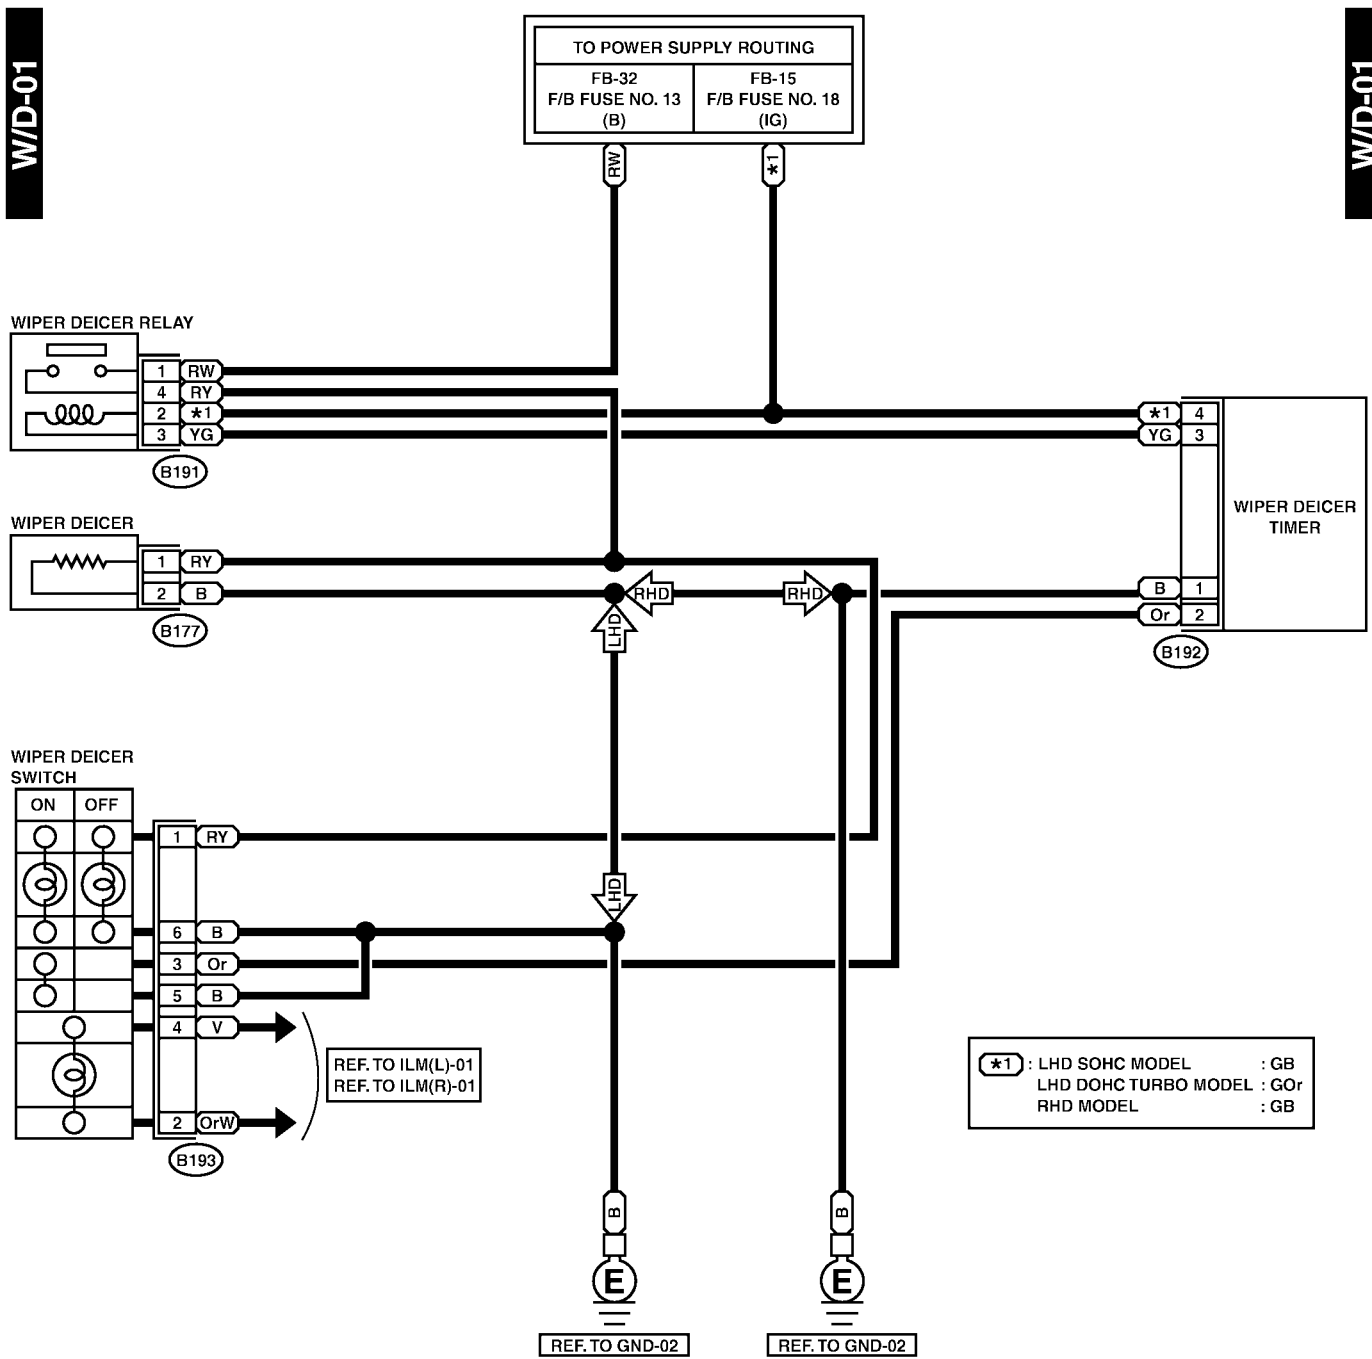 W/D-01
W/D-01
TO POWER SUPPLY ROUTING
FB-32
F/B FUSE NO. 13
(B)
FB-15
F/B FUSE NO. 18
(IG)
RW
*1
WIPER DEICER RELAY
1 RW
4 RY
2 *1
3 YG
B191
*1 4
YG 3
WIPER DEICER
TIMER
B 1
Or 2
B192
WIPER DEICER
1 RY
2 B
B177
RHD
RHD
LHD
LHD
WIPER DEICER
SWITCH
ON OFF
1 RY
6 B
3 Or
5 B
4 V
2 OrW
B193
REF. TO ILM(L)-01
REF. TO ILM(R)-01
*1 : LHD SOHC MODEL : GB
LHD DOHC TURBO MODEL : GOr
RHD MODEL : GB
B
B
E
E
REF. TO GND-02
REF. TO GND-02